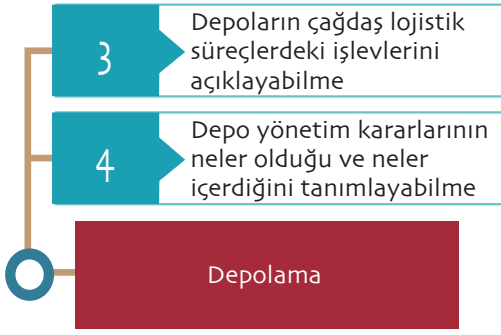 3
Depoların çağdaş lojistik
süreçlerdeki işlevlerini
açıklayabilme
4
Depo yönetim kararlarının
neler olduğu ve neler
içerdiğini tanımlayabilme
Depolama